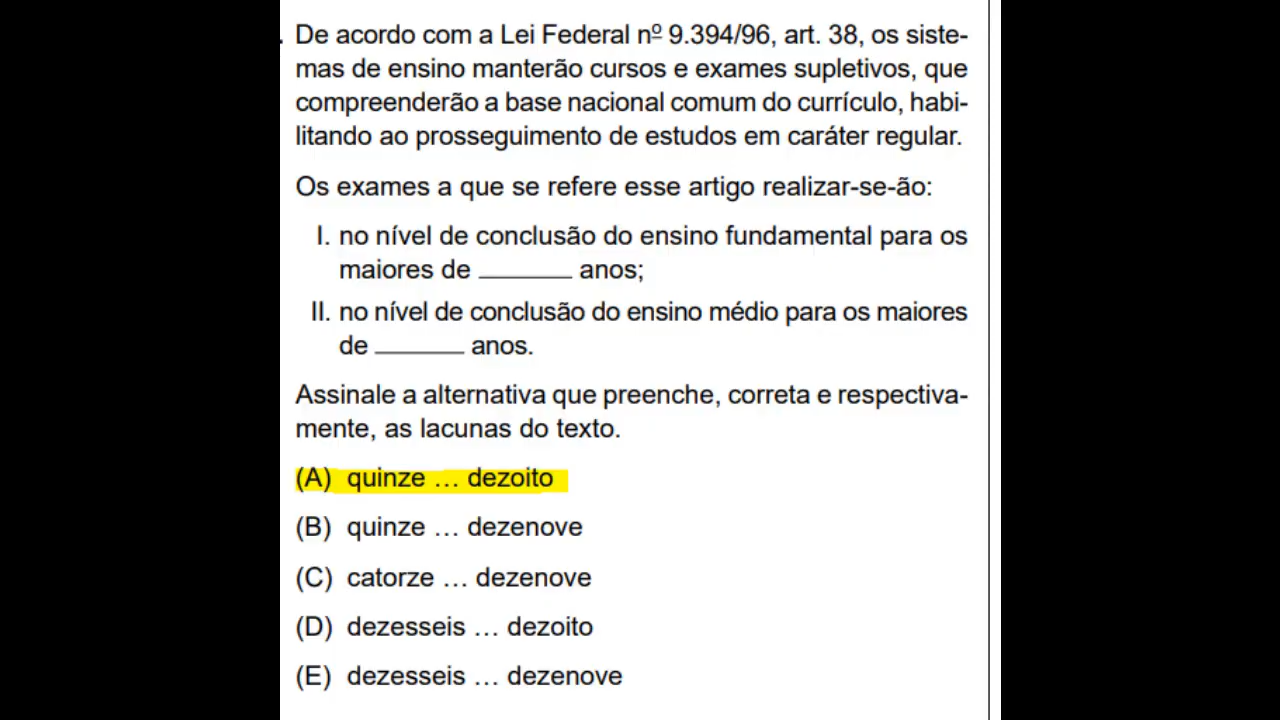 . De acordo com a Lei Federal nº 9.394/96, art. 38, os siste-
mas de ensino manterão cursos e exames supletivos, que
compreenderão a base nacional comum do currículo, habi-
litando ao prosseguimento de estudos em caráter regular.
Os exames a que se refere esse artigo realizar-se-ão:
I. no nível de conclusão do ensino fundamental para os
maiores de _______ anos;
II. no nível de conclusão do ensino médio para os maiores
de _______ anos.
Assinale a alternativa que preenche, correta e respectiva-
mente, as lacunas do texto.
(A) quinze … dezoito
(B) quinze … dezenove
(C) catorze … dezenove
(D) dezesseis … dezoito
(E) dezesseis … dezenove